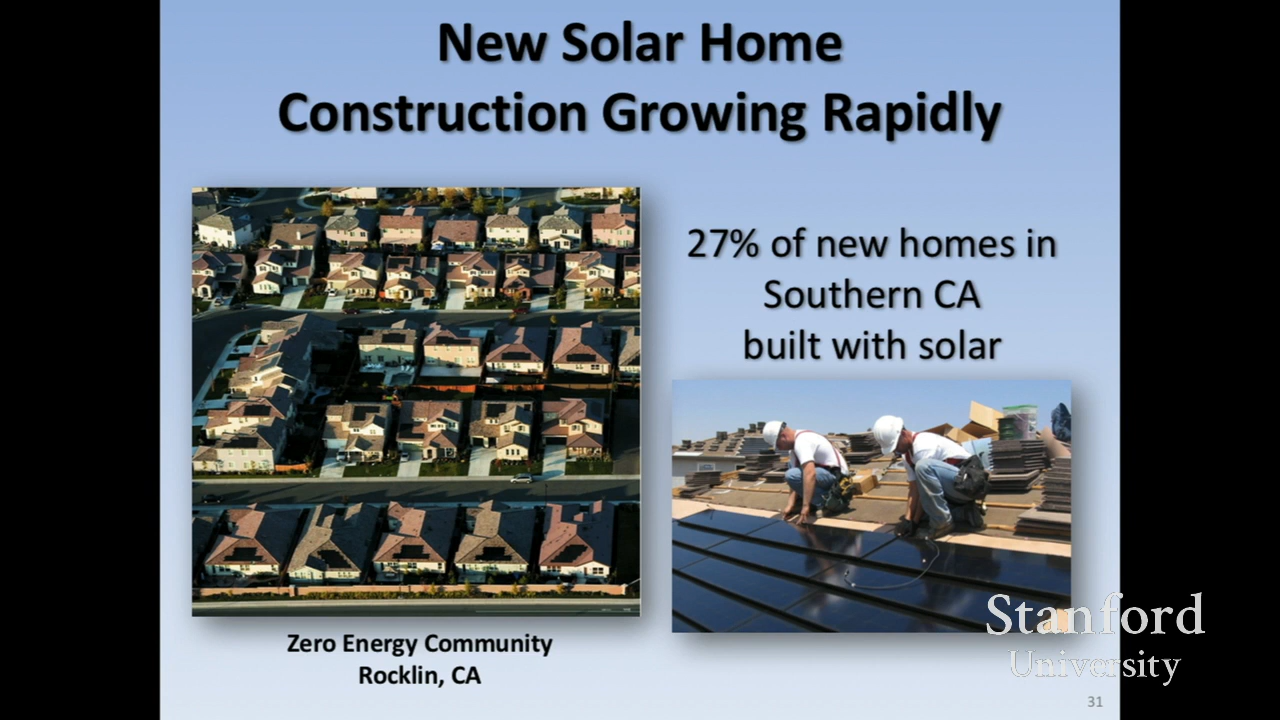 New Solar Home
Construction Growing Rapidly
27% of new homes in
Southern CA
built with solar
Zero Energy Community
Rocklin, CA
Stanford
University
31